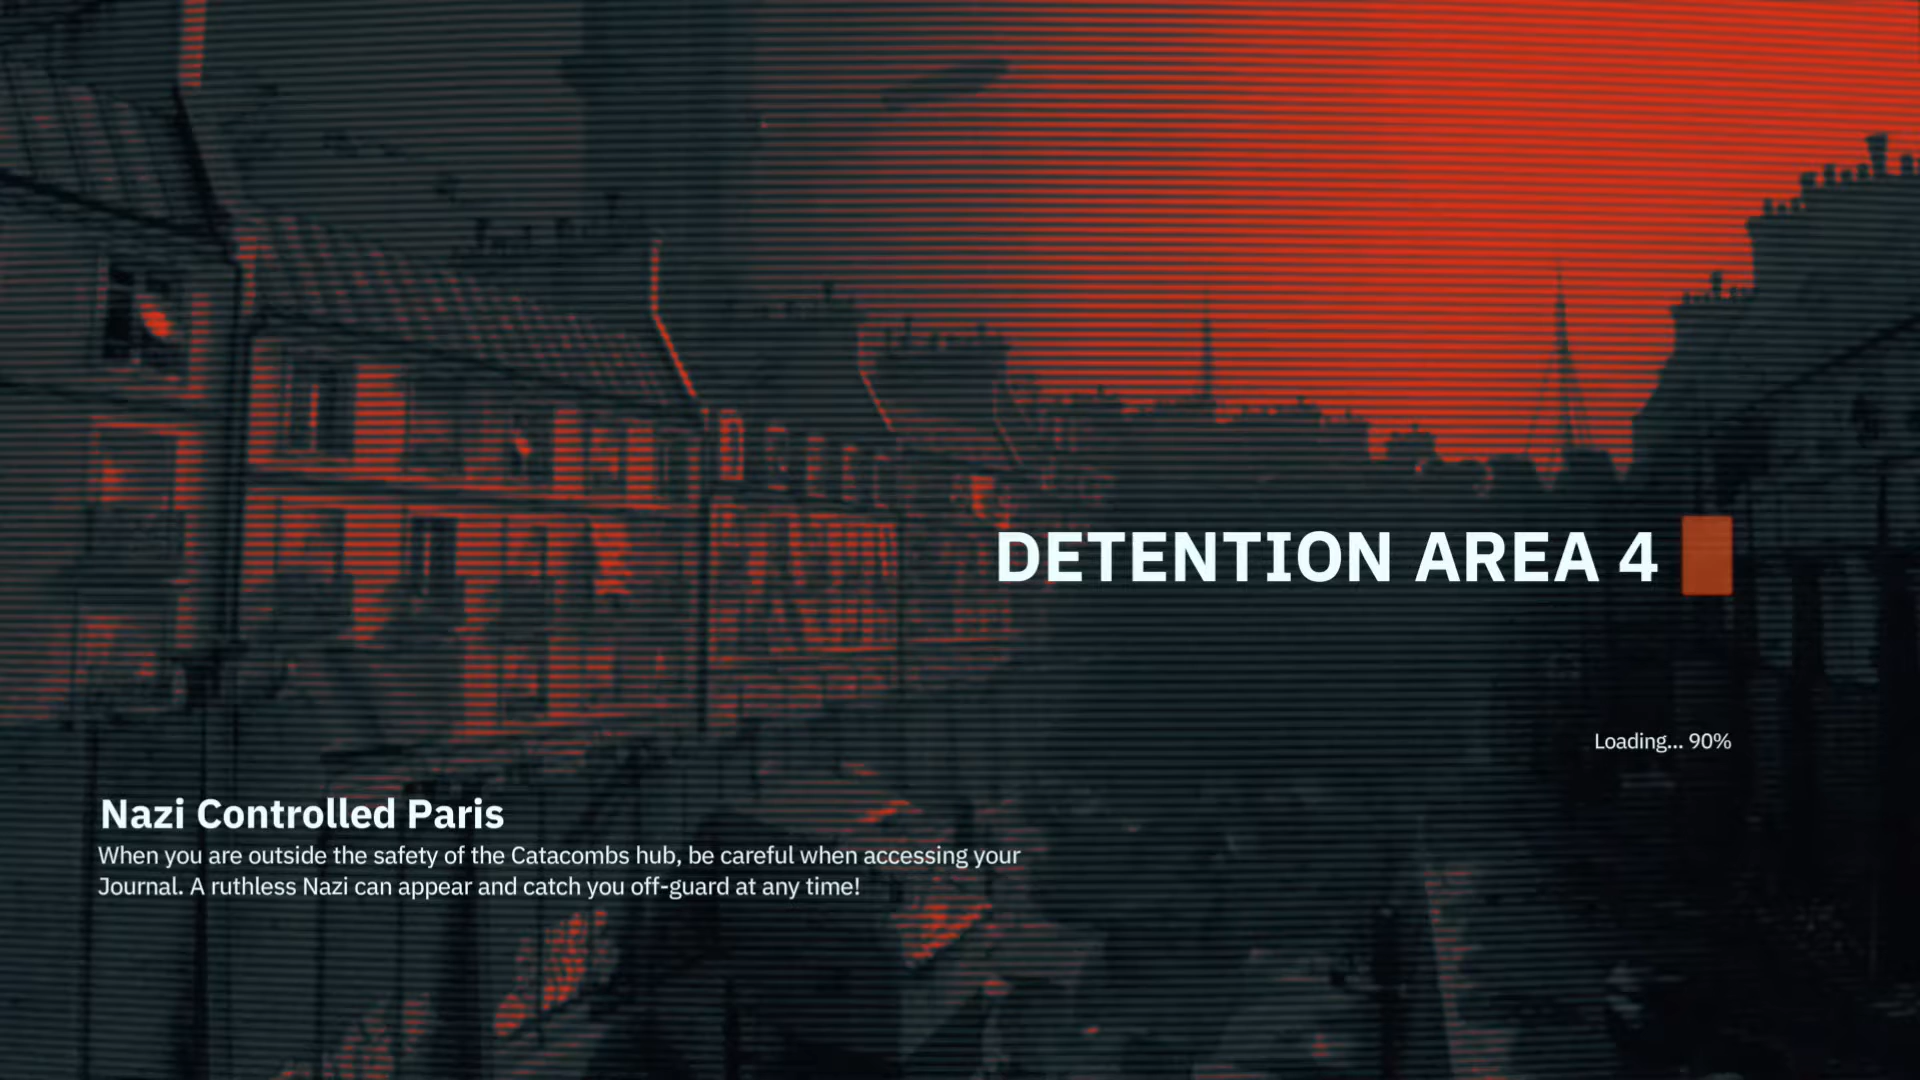 DETENTION AREA 4
Loading... 90%
Nazi Controlled Paris
When you are outside the safety of the Catacombs hub, be careful when accessing your
Journal. A ruthless Nazi can appear and catch you off-guard at any time!